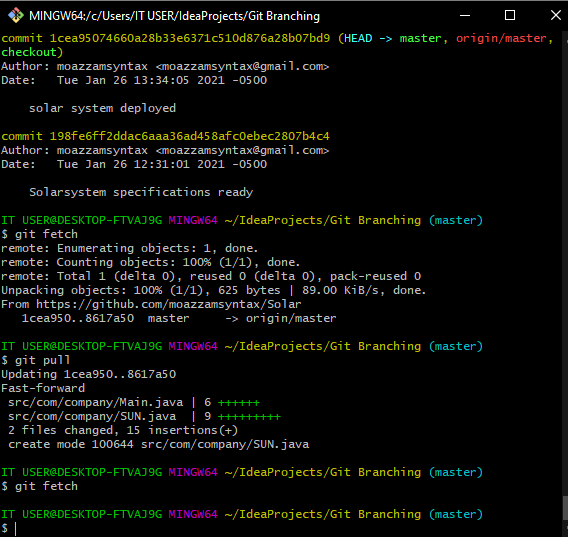 MINGW64:/c/Users/IT USER/IdeaProjects/Git Branching
commit 1cea95074660a28b33e6371c510d876a28b07bd9 (HEAD -> master, origin/master,
checkout)
Author: moazzamsyntax <moazzamsyntax@gmail.com>
Date:   Tue Jan 26 13:34:05 2021 -0500
    solar system deployed
commit 198fe6ff2ddac6aaa36ad458afc0ebec2807b4c4
Author: moazzamsyntax <moazzamsyntax@gmail.com>
Date:   Tue Jan 26 12:31:01 2021 -0500
    Solarsystem specifications ready
IT USER@DESKTOP-FTVAJ9G MINGW64 ~/IdeaProjects/Git Branching (master)
$ git fetch
remote: Enumerating objects: 1, done.
remote: Counting objects: 100% (1/1), done.
remote: Total 1 (delta 0), reused 0 (delta 0), pack-reused 0
Unpacking objects: 100% (1/1), 625 bytes | 89.00 KiB/s, done.
From https://github.com/moazzamsyntax/Solar
   1cea950..8617a50  master     -> origin/master
IT USER@DESKTOP-FTVAJ9G MINGW64 ~/IdeaProjects/Git Branching (master)
$ git pull
Updating 1cea950..8617a50
Fast-forward
 src/com/company/Main.java | 6 ++++++
 src/com/company/SUN.java  | 9 +++++++++
 2 files changed, 15 insertions(+)
 create mode 100644 src/com/company/SUN.java
IT USER@DESKTOP-FTVAJ9G MINGW64 ~/IdeaProjects/Git Branching (master)
$ git fetch
IT USER@DESKTOP-FTVAJ9G MINGW64 ~/IdeaProjects/Git Branching (master)
$